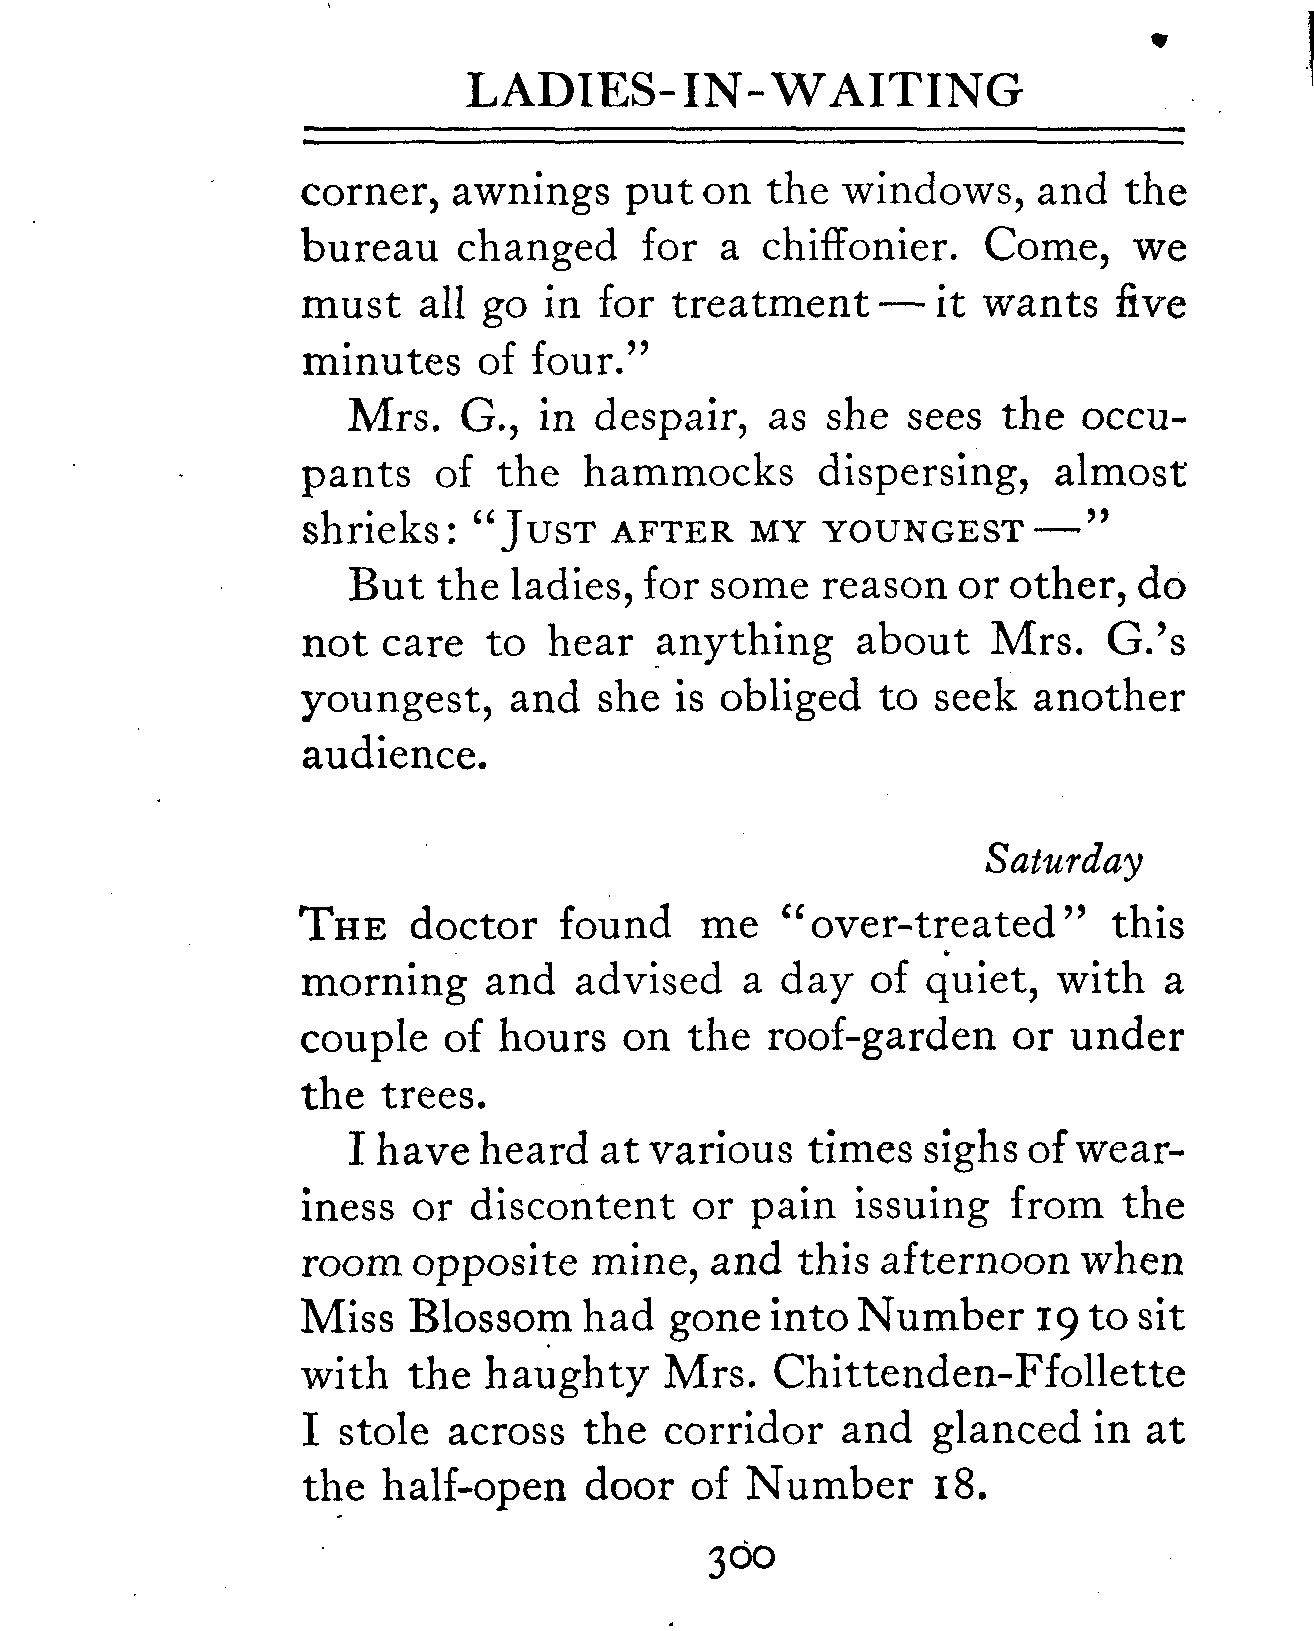 LADIES-IN-WAITING
corner, awnings put on the windows, and the
bureau changed for a chiffonier. Come, we
must all go in for treatment — it wants five
minutes of four.”
Mrs. G., in despair, as she sees the occu-
pants of the hammocks dispersing, almost
shrieks: “JUST AFTER MY YOUNGEST —”
But the ladies, for some reason or other, do
not care to hear anything about Mrs. G.’s
youngest, and she is obliged to seek another
audience.
Saturday
THE doctor found me “over-treated” this
morning and advised a day of quiet, with a
couple of hours on the roof-garden or under
the trees.
I have heard at various times sighs of wear-
iness or discontent or pain issuing from the
room opposite mine, and this afternoon when
Miss Blossom had gone into Number 19 to sit
with the haughty Mrs. Chittenden-Ffollette
I stole across the corridor and glanced in at
the half-open door of Number 18.
300